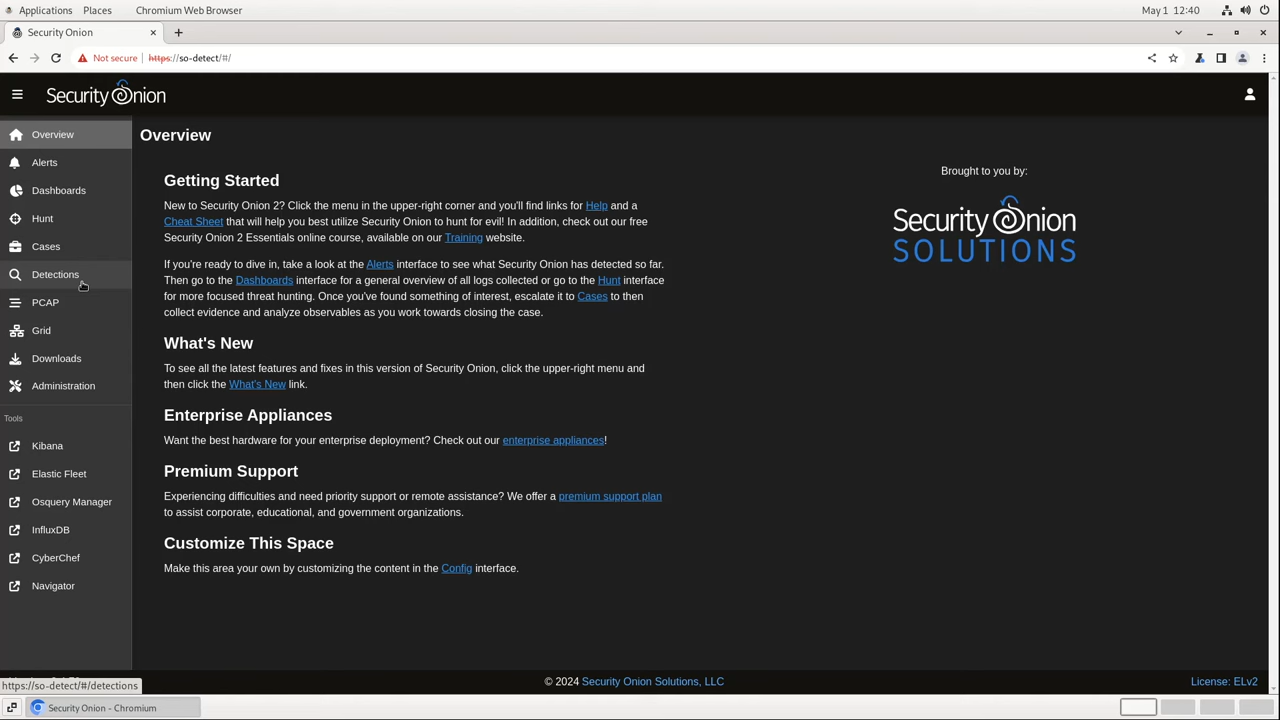 Applications Places Chromium Web Browser May 1 12:40
Security Onion
Not secure https://so-detect/#/
Security Onion
Overview
Alerts
Dashboards
Hunt
Cases
Detections
PCAP
Grid
Downloads
Administration
Tools
Kibana
Elastic Fleet
Osquery Manager
InfluxDB
CyberChef
Navigator
Overview
Getting Started
New to Security Onion 2? Click the menu in the upper-right corner and you'll find links for Help and a
Cheat Sheet that will help you best utilize Security Onion to hunt for evil! In addition, check out our free
Security Onion 2 Essentials online course, available on our Training website.
If you're ready to dive in, take a look at the Alerts interface to see what Security Onion has detected so far.
Then go to the Dashboards interface for a general overview of all logs collected or go to the Hunt interface
for more focused threat hunting. Once you've found something of interest, escalate it to Cases to then
collect evidence and analyze observables as you work towards closing the case.
What's New
To see all the latest features and fixes in this version of Security Onion, click the upper-right menu and
then click the What's New link.
Enterprise Appliances
Want the best hardware for your enterprise deployment? Check out our enterprise appliances!
Premium Support
Experiencing difficulties and need priority support or remote assistance? We offer a premium support plan
to assist corporate, educational, and government organizations.
Customize This Space
Make this area your own by customizing the content in the Config interface.
Brought to you by:
Security Onion
SOLUTIONS
https://so-detect/#/detections
© 2024 Security Onion Solutions, LLC
License: ELv2
Security Onion - Chromium